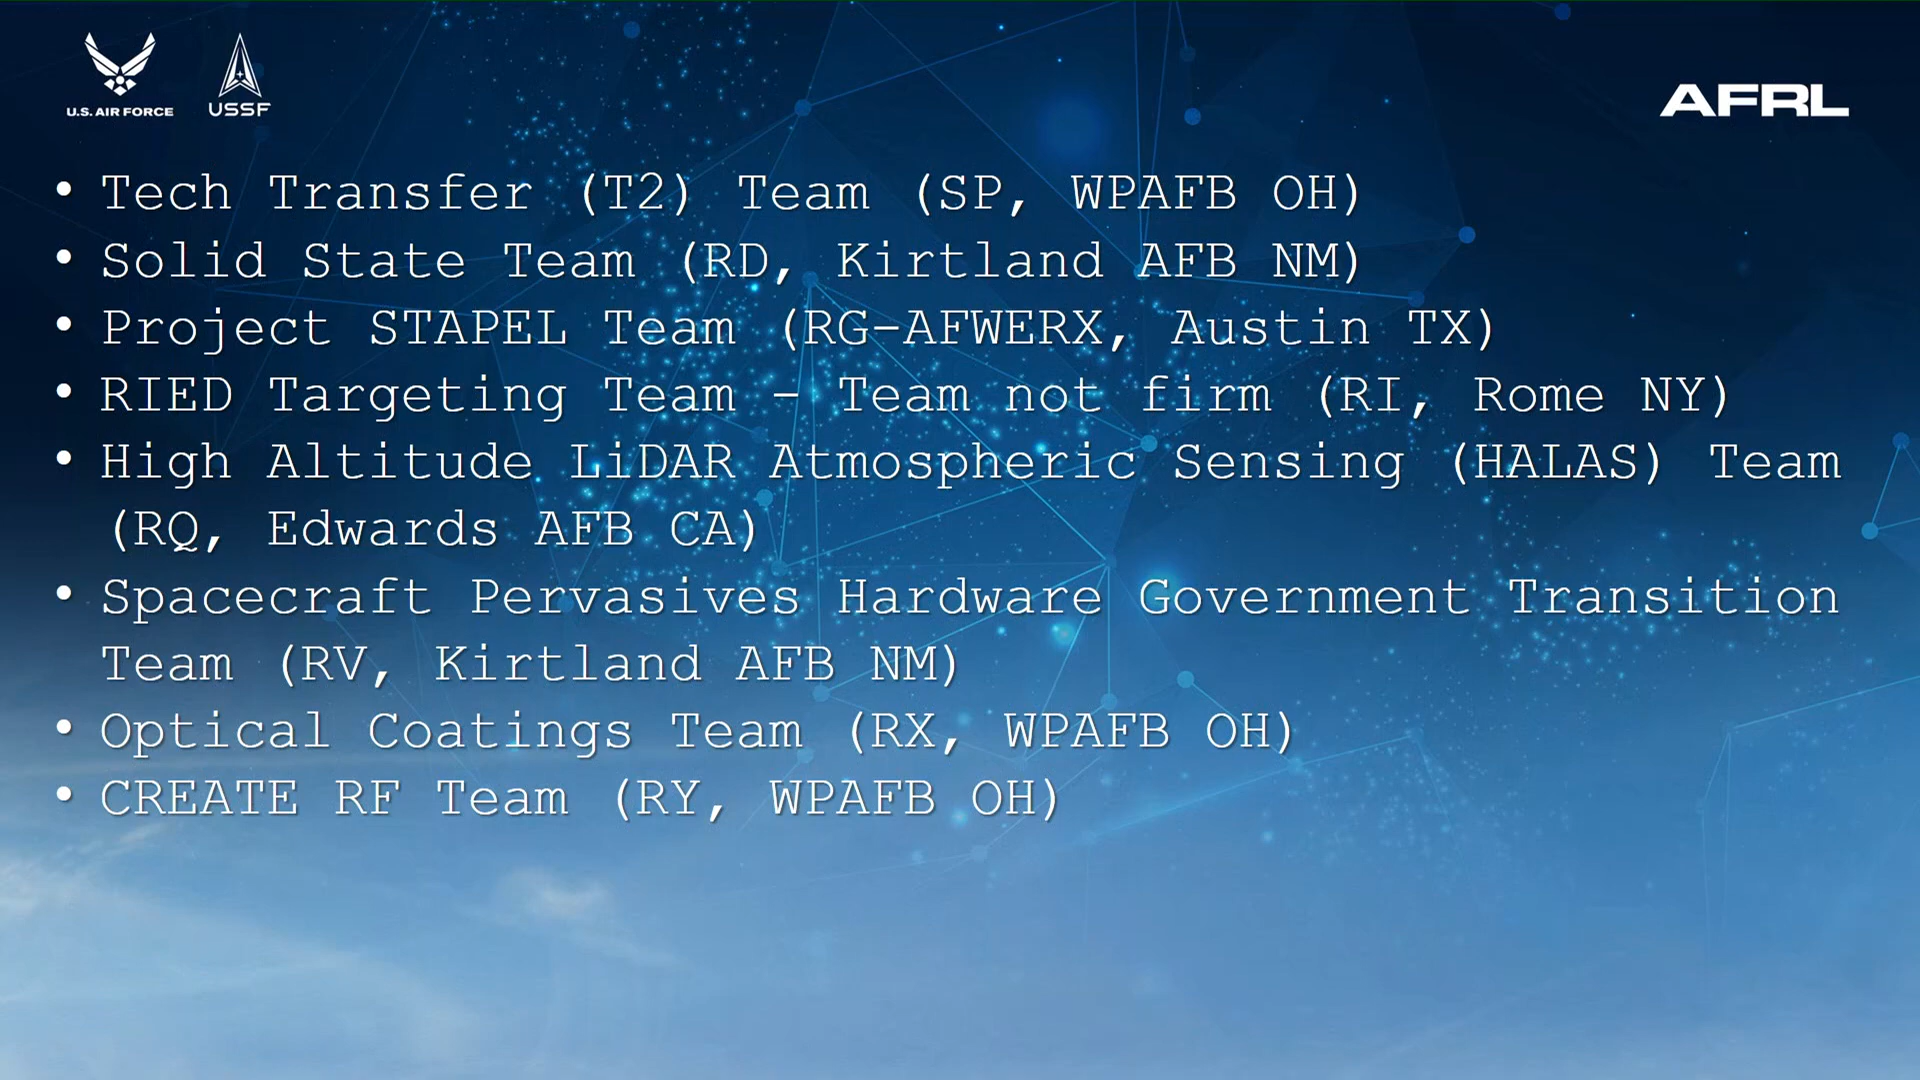 U.S. AIR FORCE
USSF
AFRL
• Tech Transfer (T2) Team (SP, WPAFB OH)
• Solid State Team (RD, Kirtland AFB NM)
• Project STAPEL Team (RG-AFWERX, Austin TX)
• RIED Targeting Team - Team not firm (RI, Rome NY)
• High Altitude LiDAR Atmospheric Sensing (HALAS) Team
(RQ, Edwards AFB CA)
• Spacecraft Pervasives Hardware Government Transition
Team (RV, Kirtland AFB NM)
• Optical Coatings Team (RX, WPAFB OH)
• CREATE RF Team (RY, WPAFB OH)